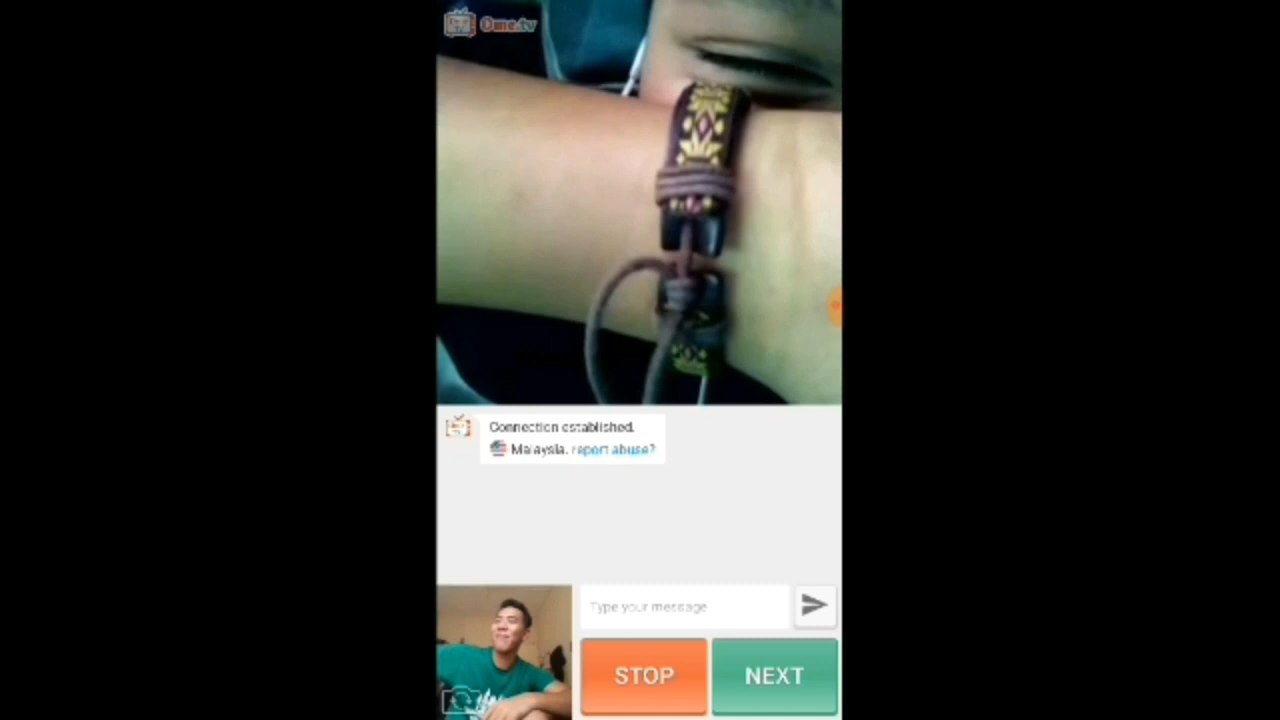 Ome.tv
Connection established.
Malaysia. report abuse?
Type your message
STOP
NEXT